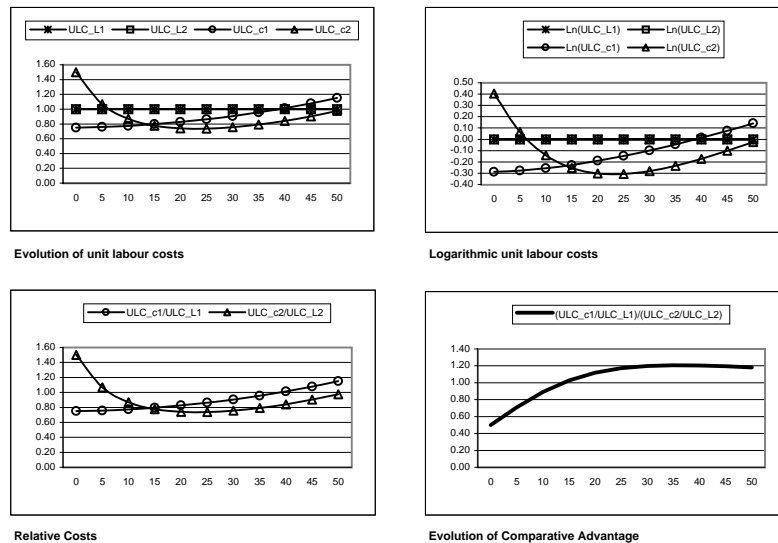 ULC_L1 ULC_L2 ULC_c1 ULC_c2
1.60
1.40
1.20
1.00
0.80
0.60
0.40
0.20
0.00
0 5 10 15 20 25 30 35 40 45 50
Evolution of unit labour costs
Ln(ULC_L1) Ln(ULC_L2)
Ln(ULC_c1) Ln(ULC_c2)
0.50
0.40
0.30
0.20
0.10
0.00
-0.10
-0.20
-0.30
-0.40
0 5 10 15 20 25 30 35 40 45 50
Logarithmic unit labour costs
ULC_c1/ULC_L1 ULC_c2/ULC_L2
1.60
1.40
1.20
1.00
0.80
0.60
0.40
0.20
0.00
0 5 10 15 20 25 30 35 40 45 50
Relative Costs
(ULC_c1/ULC_L1)/(ULC_c2/ULC_L2)
1.40
1.20
1.00
0.80
0.60
0.40
0.20
0.00
0 5 10 15 20 25 30 35 40 45 50
Evolution of Comparative Advantage